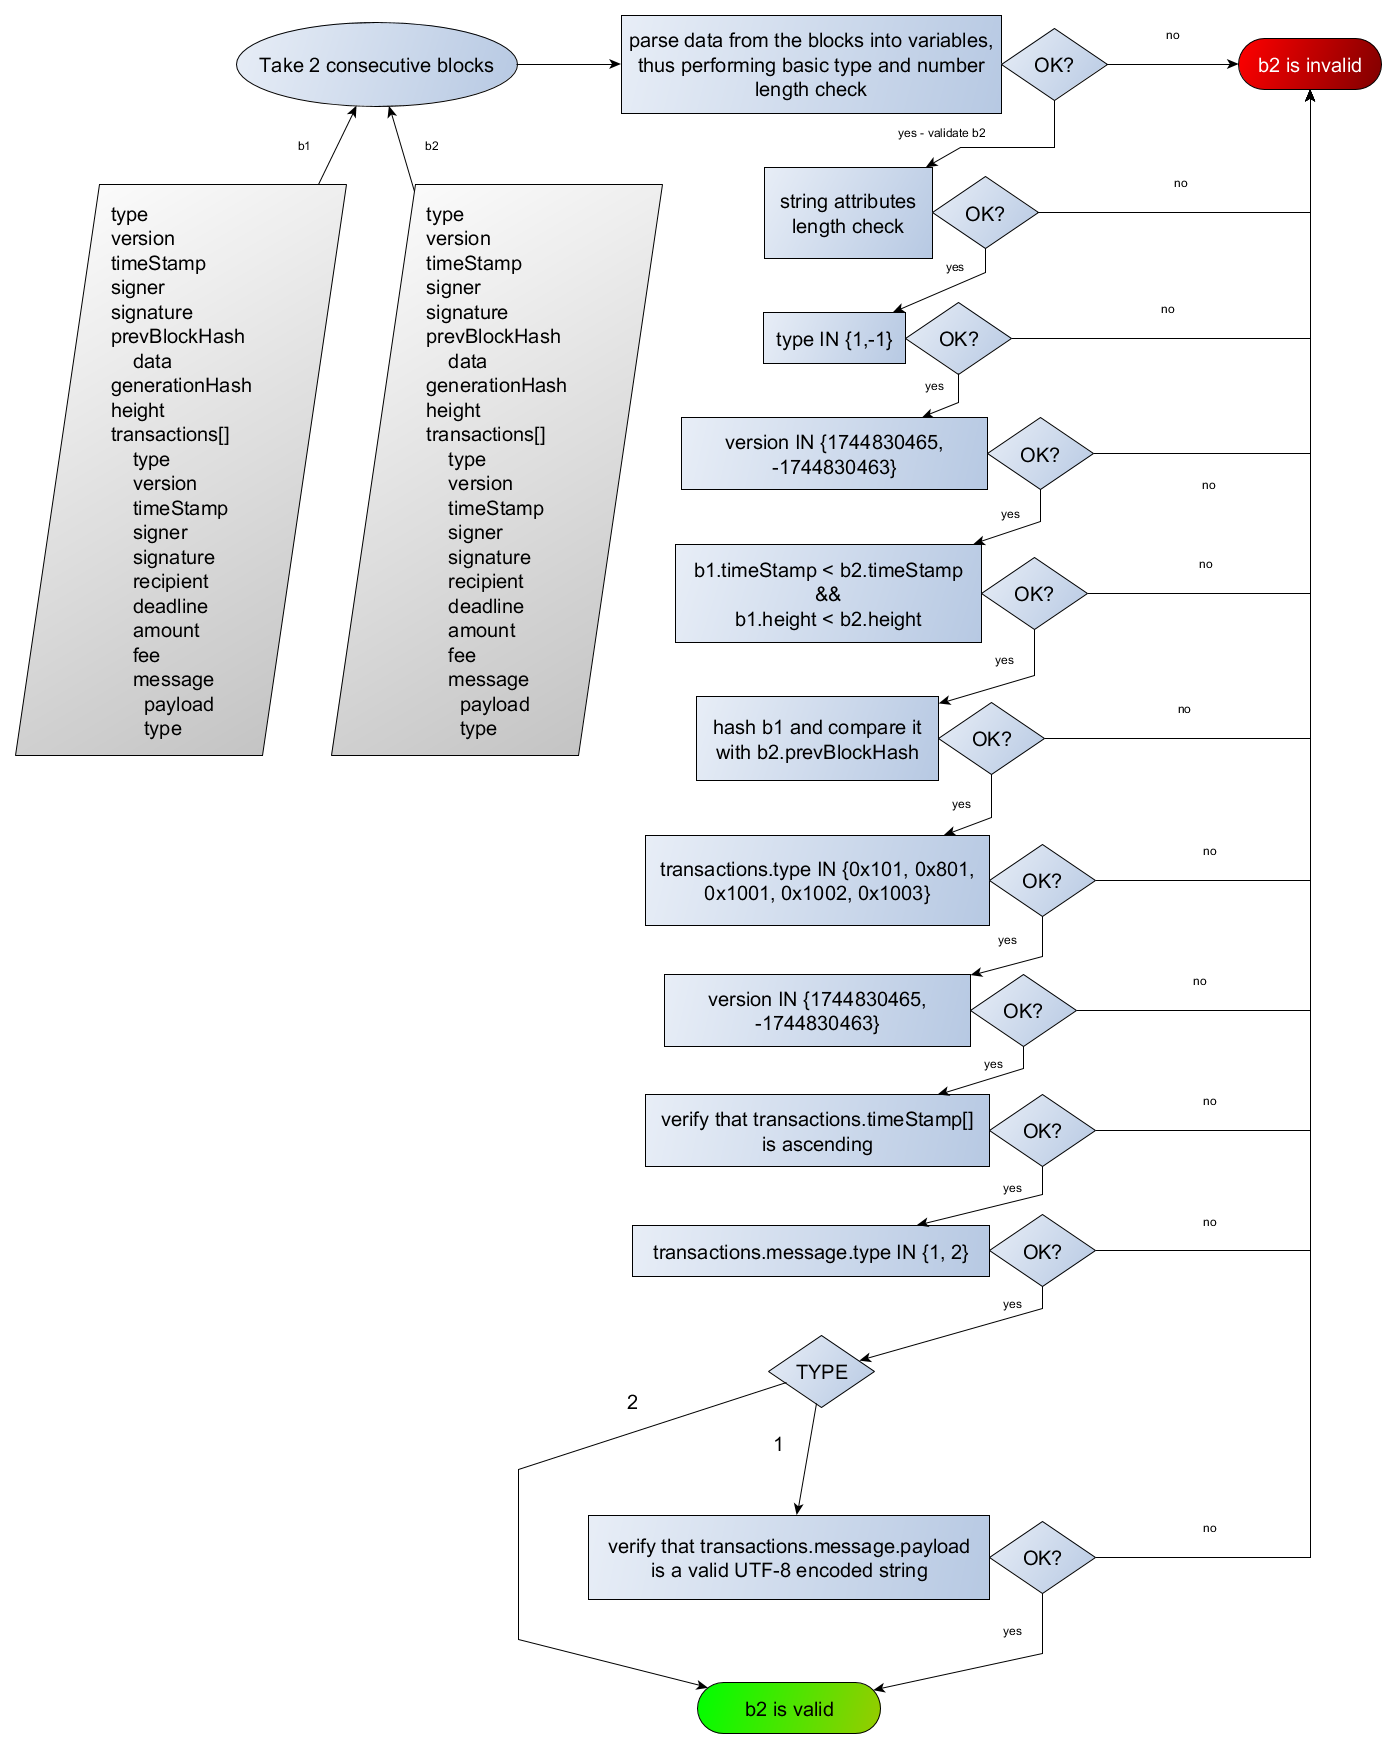 Take 2 consecutive blocks
parse data from the blocks into variables,
thus performing basic type and number
length check
OK?
no
b2 is invalid
b1
b2
yes - validate b2
type
version
timeStamp
signer
signature
prevBlockHash
data
generationHash
height
transactions[]
type
version
timeStamp
signer
signature
recipient
deadline
amount
fee
message
payload
type
type
version
timeStamp
signer
signature
prevBlockHash
data
generationHash
height
transactions[]
type
version
timeStamp
signer
signature
recipient
deadline
amount
fee
message
payload
type
string attributes
length check
OK?
no
yes
type IN {1,-1}
OK?
no
yes
version IN {1744830465,
-1744830463}
OK?
no
yes
b1.timeStamp < b2.timeStamp
&&
b1.height < b2.height
OK?
no
yes
hash b1 and compare it
with b2.prevBlockHash
OK?
no
yes
transactions.type IN {0x101, 0x801,
0x1001, 0x1002, 0x1003}
OK?
no
yes
version IN {1744830465,
-1744830463}
OK?
no
yes
verify that transactions.timeStamp[]
is ascending
OK?
no
yes
transactions.message.type IN {1, 2}
OK?
no
yes
TYPE
2
1
verify that transactions.message.payload
is a valid UTF-8 encoded string
OK?
no
yes
b2 is valid